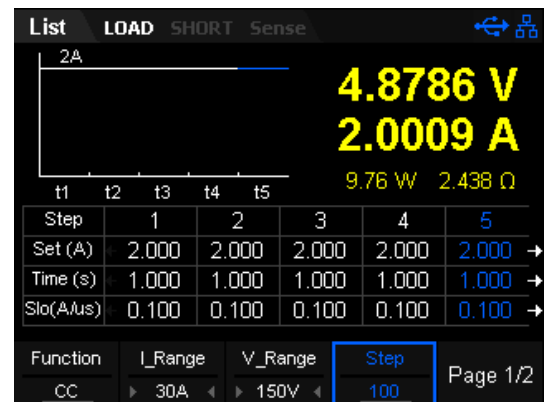 List LOAD SHORT Sense
2A
4.8786 V
2.0009 A
9.76 W 2.438 Ω
t1 t2 t3 t4 t5
Step 1 2 3 4 5
Set (A) 2.000 2.000 2.000 2.000 2.000
Time (s) 1.000 1.000 1.000 1.000 1.000
Slo(A/us) 0.100 0.100 0.100 0.100 0.100
Function I_Range V_Range Step Page 1/2
CC 30A 150V 100